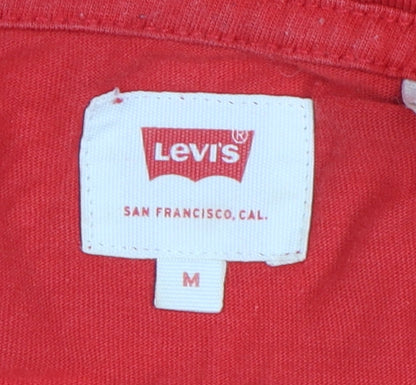 LEVI'S®
SAN FRANCISCO, CAL.
M